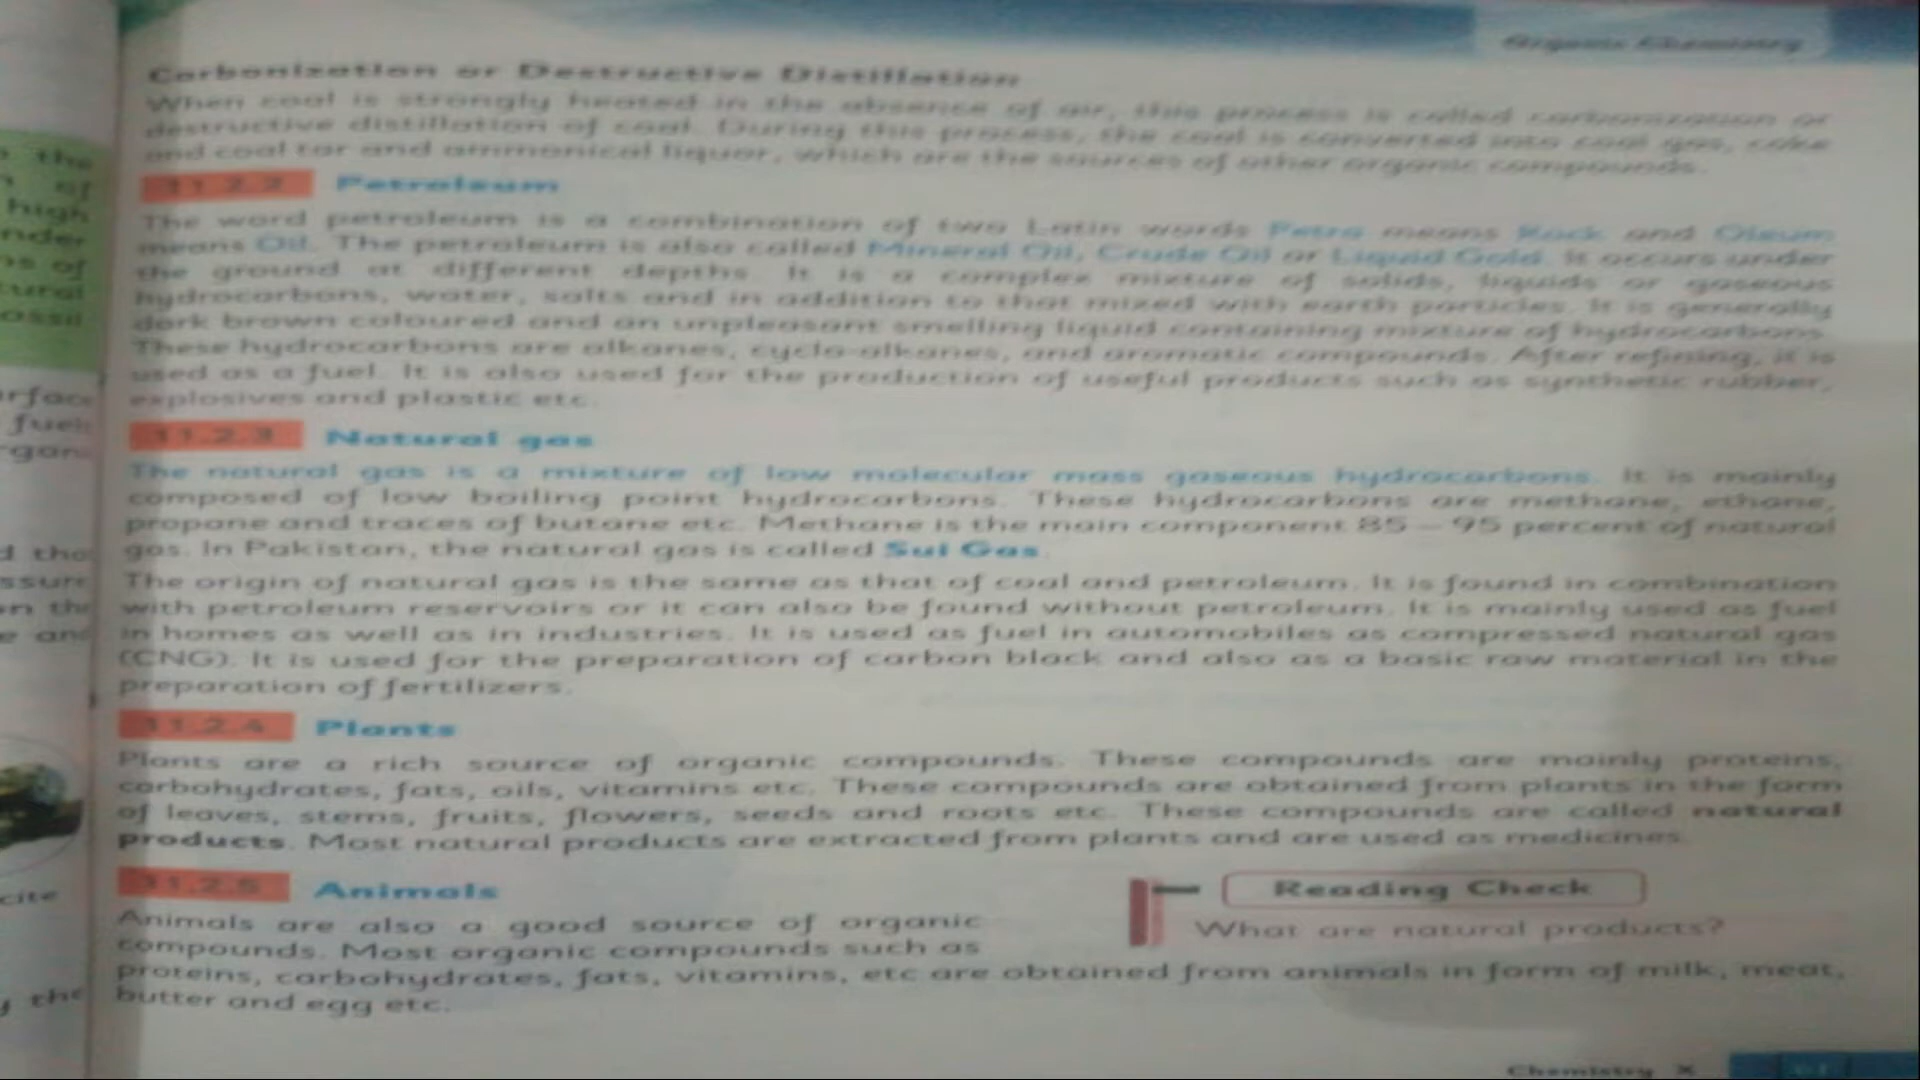 Organic Chemistry
Carbonization or Destructive Distillation
When coal is strongly heated in the absence of air, this process is called carbonization or
destructive distillation of coal. During this process, the coal is converted into coal gas, coke
and coal tar and ammonical liquor, which are the sources of other organic compounds.
11.2.2 Petroleum
The word petroleum is a combination of two Latin words Petra means Rock and Oleum
means Oil. The petroleum is also called Mineral Oil, Crude Oil or Liquid Gold. It occurs under
the ground at different depths. It is a complex mixture of solids, liquids or gaseous
hydrocarbons, water, salts and in addition to that mixed with earth particles. It is generally
dark brown coloured and an unpleasant smelling liquid containing mixture of hydrocarbons.
These hydrocarbons are alkanes, cyclo-alkanes, and aromatic compounds. After refining, it is
used as a fuel. It is also used for the production of useful products such as synthetic rubber,
explosives and plastic etc.
11.2.3 Natural gas
The natural gas is a mixture of low molecular mass gaseous hydrocarbons. It is mainly
composed of low boiling point hydrocarbons. These hydrocarbons are methane, ethane,
propane and traces of butane etc. Methane is the main component 85 – 95 percent of natural
gas. In Pakistan, the natural gas is called Sui Gas.
The origin of natural gas is the same as that of coal and petroleum. It is found in combination
with petroleum reservoirs or it can also be found without petroleum. It is mainly used as fuel
in homes as well as in industries. It is used as fuel in automobiles as compressed natural gas
(CNG). It is used for the preparation of carbon black and also as a basic raw material in the
preparation of fertilizers.
11.2.4 Plants
Plants are a rich source of organic compounds. These compounds are mainly proteins,
carbohydrates, fats, oils, vitamins etc. These compounds are obtained from plants in the form
of leaves, stems, fruits, flowers, seeds and roots etc. These compounds are called natural
products. Most natural products are extracted from plants and are used as medicines.
11.2.5 Animals
Animals are also a good source of organic
compounds. Most organic compounds such as
proteins, carbohydrates, fats, vitamins, etc are obtained from animals in form of milk, meat,
butter and egg etc.
Reading Check
What are natural products?
Chemistry X